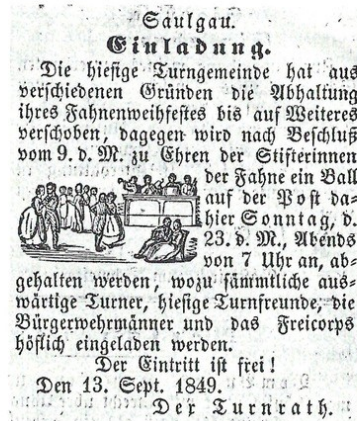 Saulgau.
Einladung.
Die hiesige Turngemeinde hat aus
verschiedenen Gründen die Abhaltung
ihres Fahnenweihfestes bis auf Weiteres
verschoben, dagegen wird nach Beschluß
vom 9. d. M. zu Ehren der Stifterinnen
der Fahne ein Ball
auf der Post da-
hier Sonntag, d.
23. d. M., Abends
von 7 Uhr an, ab-
gehalten werden, wozu sämmtliche aus-
wärtige Turner, hiesige Turnfreunde, die
Bürgerwehrmänner und das Freicorps
höflich eingeladen werden.
Der Eintritt ist frei!
Den 13. Sept. 1849.
Der Turnrath.